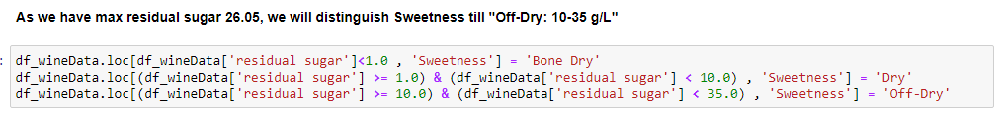 As we have max residual sugar 26.05, we will distinguish Sweetness till "Off-Dry: 10-35 g/L"
: df_wineData.loc[df_wineData['residual sugar']<1.0 , 'Sweetness'] = 'Bone Dry'
df_wineData.loc[(df_wineData['residual sugar'] >= 1.0) & (df_wineData['residual sugar'] < 10.0) , 'Sweetness'] = 'Dry'
df_wineData.loc[(df_wineData['residual sugar'] >= 10.0) & (df_wineData['residual sugar'] < 35.0) , 'Sweetness'] = 'Off-Dry'